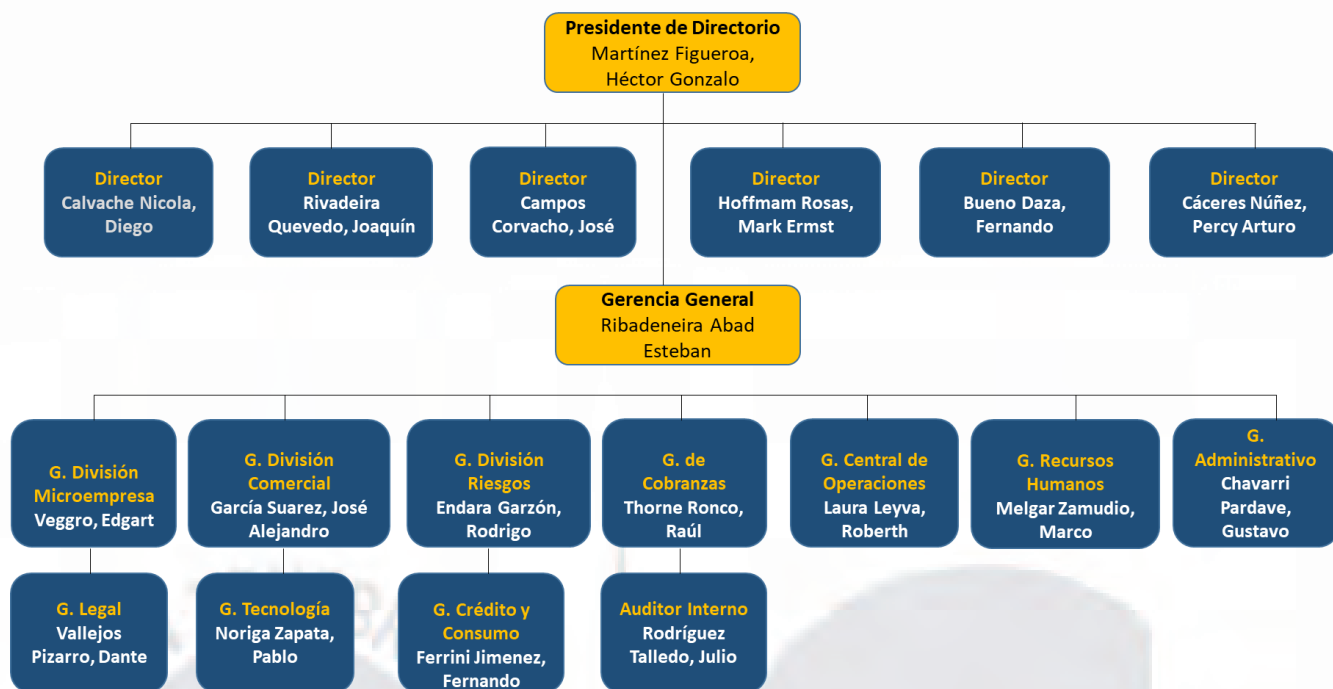 Presidente de Directorio
Martínez Figueroa,
Héctor Gonzalo
Director
Calvache Nicola,
Diego
Director
Rivadeira
Quevedo, Joaquín
Director
Campos
Corvacho, José
Director
Hoffmam Rosas,
Mark Ermst
Director
Bueno Daza,
Fernando
Director
Cáceres Núñez,
Percy Arturo
Gerencia General
Ribadeneira Abad
Esteban
G. División
Microempresa
Veggro, Edgart
G. División
Comercial
García Suarez, José
Alejandro
G. División
Riesgos
Endara Garzón,
Rodrigo
G. de
Cobranzas
Thorne Ronco,
Raúl
G. Central de
Operaciones
Laura Leyva,
Roberth
G. Recursos
Humanos
Melgar Zamudio,
Marco
G.
Administrativo
Chavarri
Pardave,
Gustavo
G. Legal
Vallejos
Pizarro, Dante
G. Tecnología
Noriga Zapata,
Pablo
G. Crédito y
Consumo
Ferrini Jimenez,
Fernando
Auditor Interno
Rodríguez
Talledo, Julio